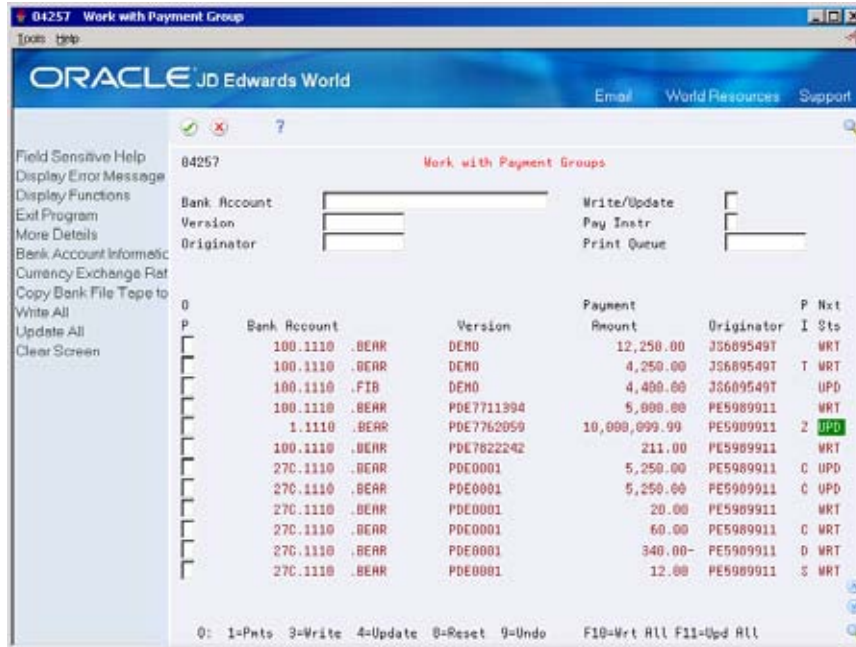 04257 Work with Payment Group
Tools Help
ORACLE JD Edwards World
Email World Resources Support
?
Field Sensitive Help
Display Error Message
Display Functions
Exit Program
More Details
Bank Account Informatic
Currency Exchange Rat
Copy Bank File Tape to
Write All
Update All
Clear Screen
04257 Work with Payment Groups
Bank Account Write/Update
Version Pay Instr
Originator Print Queue
O Payment P Nxt
P Bank Account Version Amount Originator I Sts
100.1110 .BEAR DEMO 12,250.00 JS689549T WRT
100.1110 .BEAR DEMO 4,250.00 JS689549T T WRT
100.1110 .FIB DEMO 4,400.00 JS689549T UPD
100.1110 .BEAR PDE7711394 5,000.00 PE5989911 WRT
1.1110 .BEAR PDE7762059 10,000,099.99 PE5989911 Z UPD
100.1110 .BEAR PDE7822242 211.00 PE5989911 WRT
27C.1110 .BEAR PDE0001 5,250.00 PE5989911 C UPD
27C.1110 .BEAR PDE0001 5,250.00 PE5989911 C UPD
27C.1110 .BEAR PDE0001 20.00 PE5989911 WRT
27C.1110 .BEAR PDE0001 60.00 PE5989911 C WRT
27C.1110 .BEAR PDE0001 340.00- PE5989911 D WRT
27C.1110 .BEAR PDE0001 12.00 PE5989911 S WRT
O: 1=Pmts 3=Write 4=Update 8=Reset 9=Undo F10=Wrt All F11=Upd All